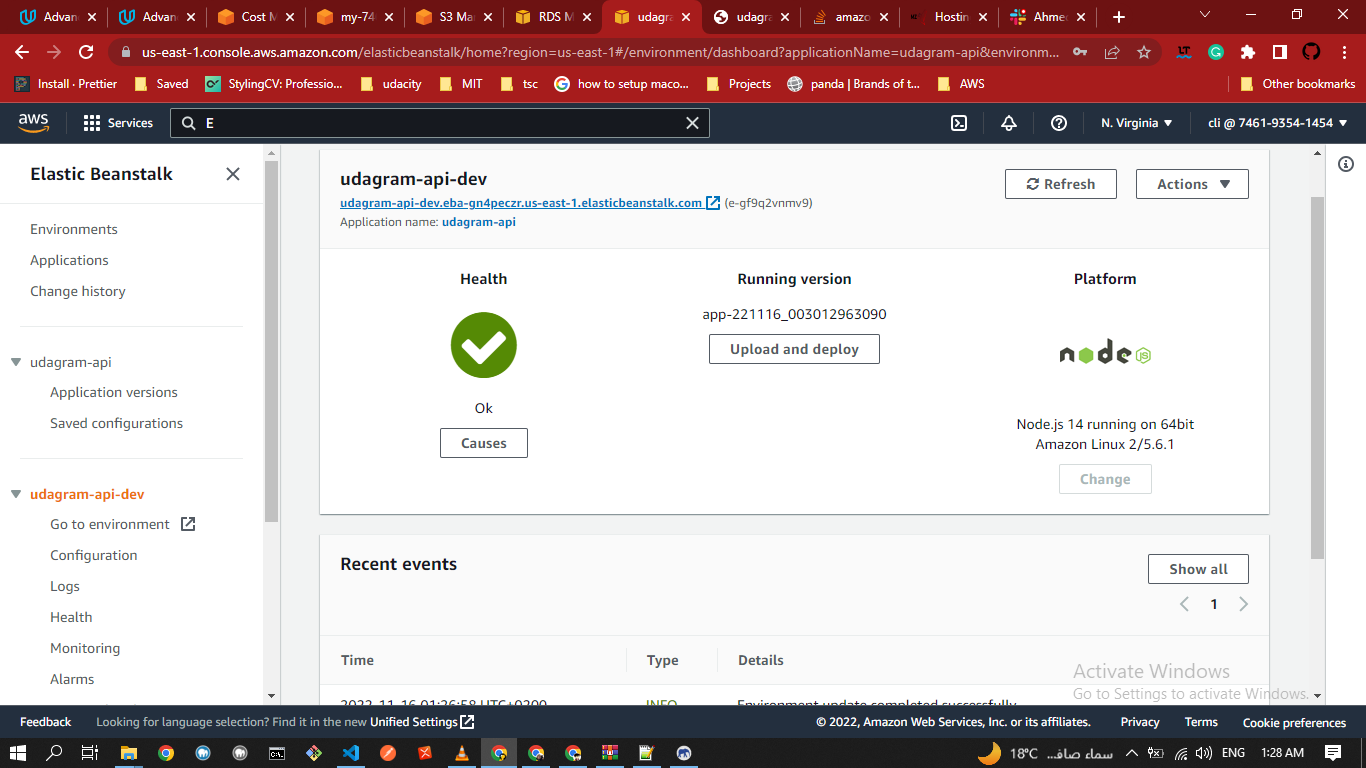 Advan
Advan
Cost M
my-74
S3 Ma
RDS M
udagra
udagra
amazo
Hostin
Ahme
us-east-1.console.aws.amazon.com/elasticbeanstalk/home?region=us-east-1#/environment/dashboard?applicationName=udagram-api&environm...
Install · Prettier
Saved
StylingCV: Professio...
udacity
MIT
tsc
how to setup maco...
Projects
panda | Brands of t...
AWS
Other bookmarks
aws
Services
E
N. Virginia
cli @ 7461-9354-1454
Elastic Beanstalk
Environments
Applications
Change history
udagram-api
Application versions
Saved configurations
udagram-api-dev
Go to environment
Configuration
Logs
Health
Monitoring
Alarms
udagram-api-dev
udagram-api-dev.eba-gn4peczr.us-east-1.elasticbeanstalk.com (e-gf9q2vnmv9)
Application name: udagram-api
Refresh
Actions
Health
Ok
Causes
Running version
app-221116_003012963090
Upload and deploy
Platform
node JS
Node.js 14 running on 64bit
Amazon Linux 2/5.6.1
Change
Recent events
Show all
1
Time
Type
Details
2022-11-16 01:26:58 UTC+0200
INFO
Environment update completed successfully.
Activate Windows
Go to Settings to activate Windows.
Feedback
Looking for language selection? Find it in the new Unified Settings
© 2022, Amazon Web Services, Inc. or its affiliates.
Privacy
Terms
Cookie preferences
18°C
سماء صافـ...
ENG
1:28 AM